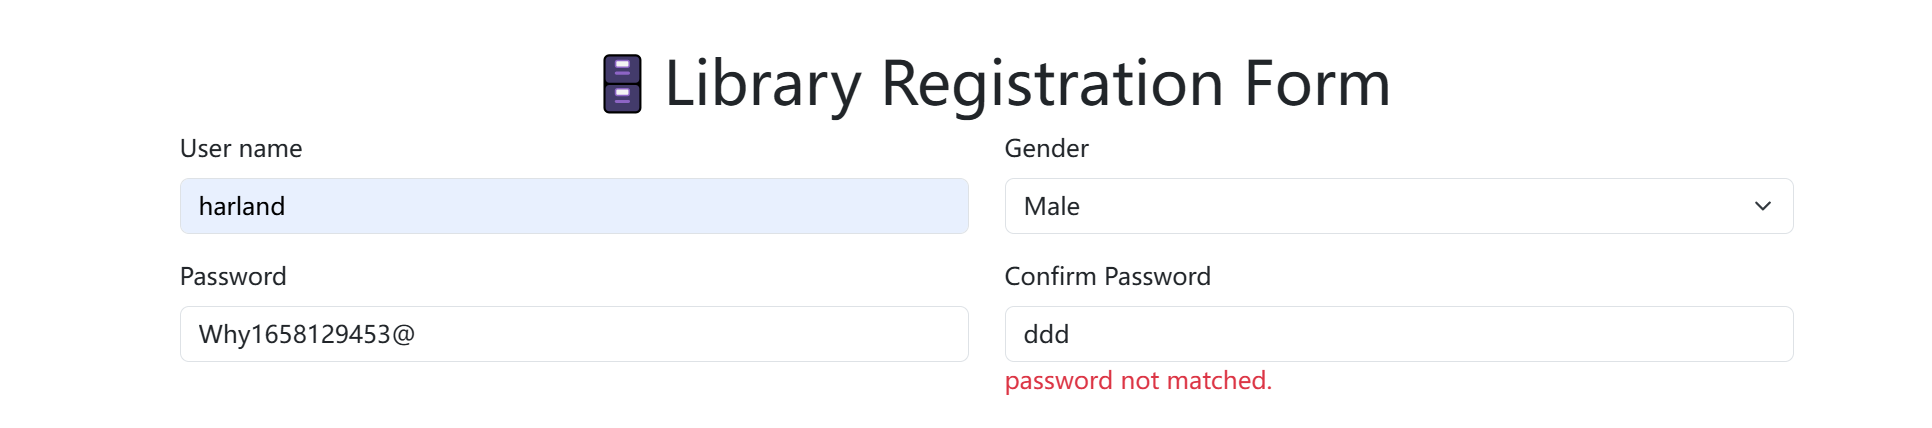 Library Registration Form
User name
Gender
harland
Male
Password
Confirm Password
Why1658129453@
ddd
password not matched.